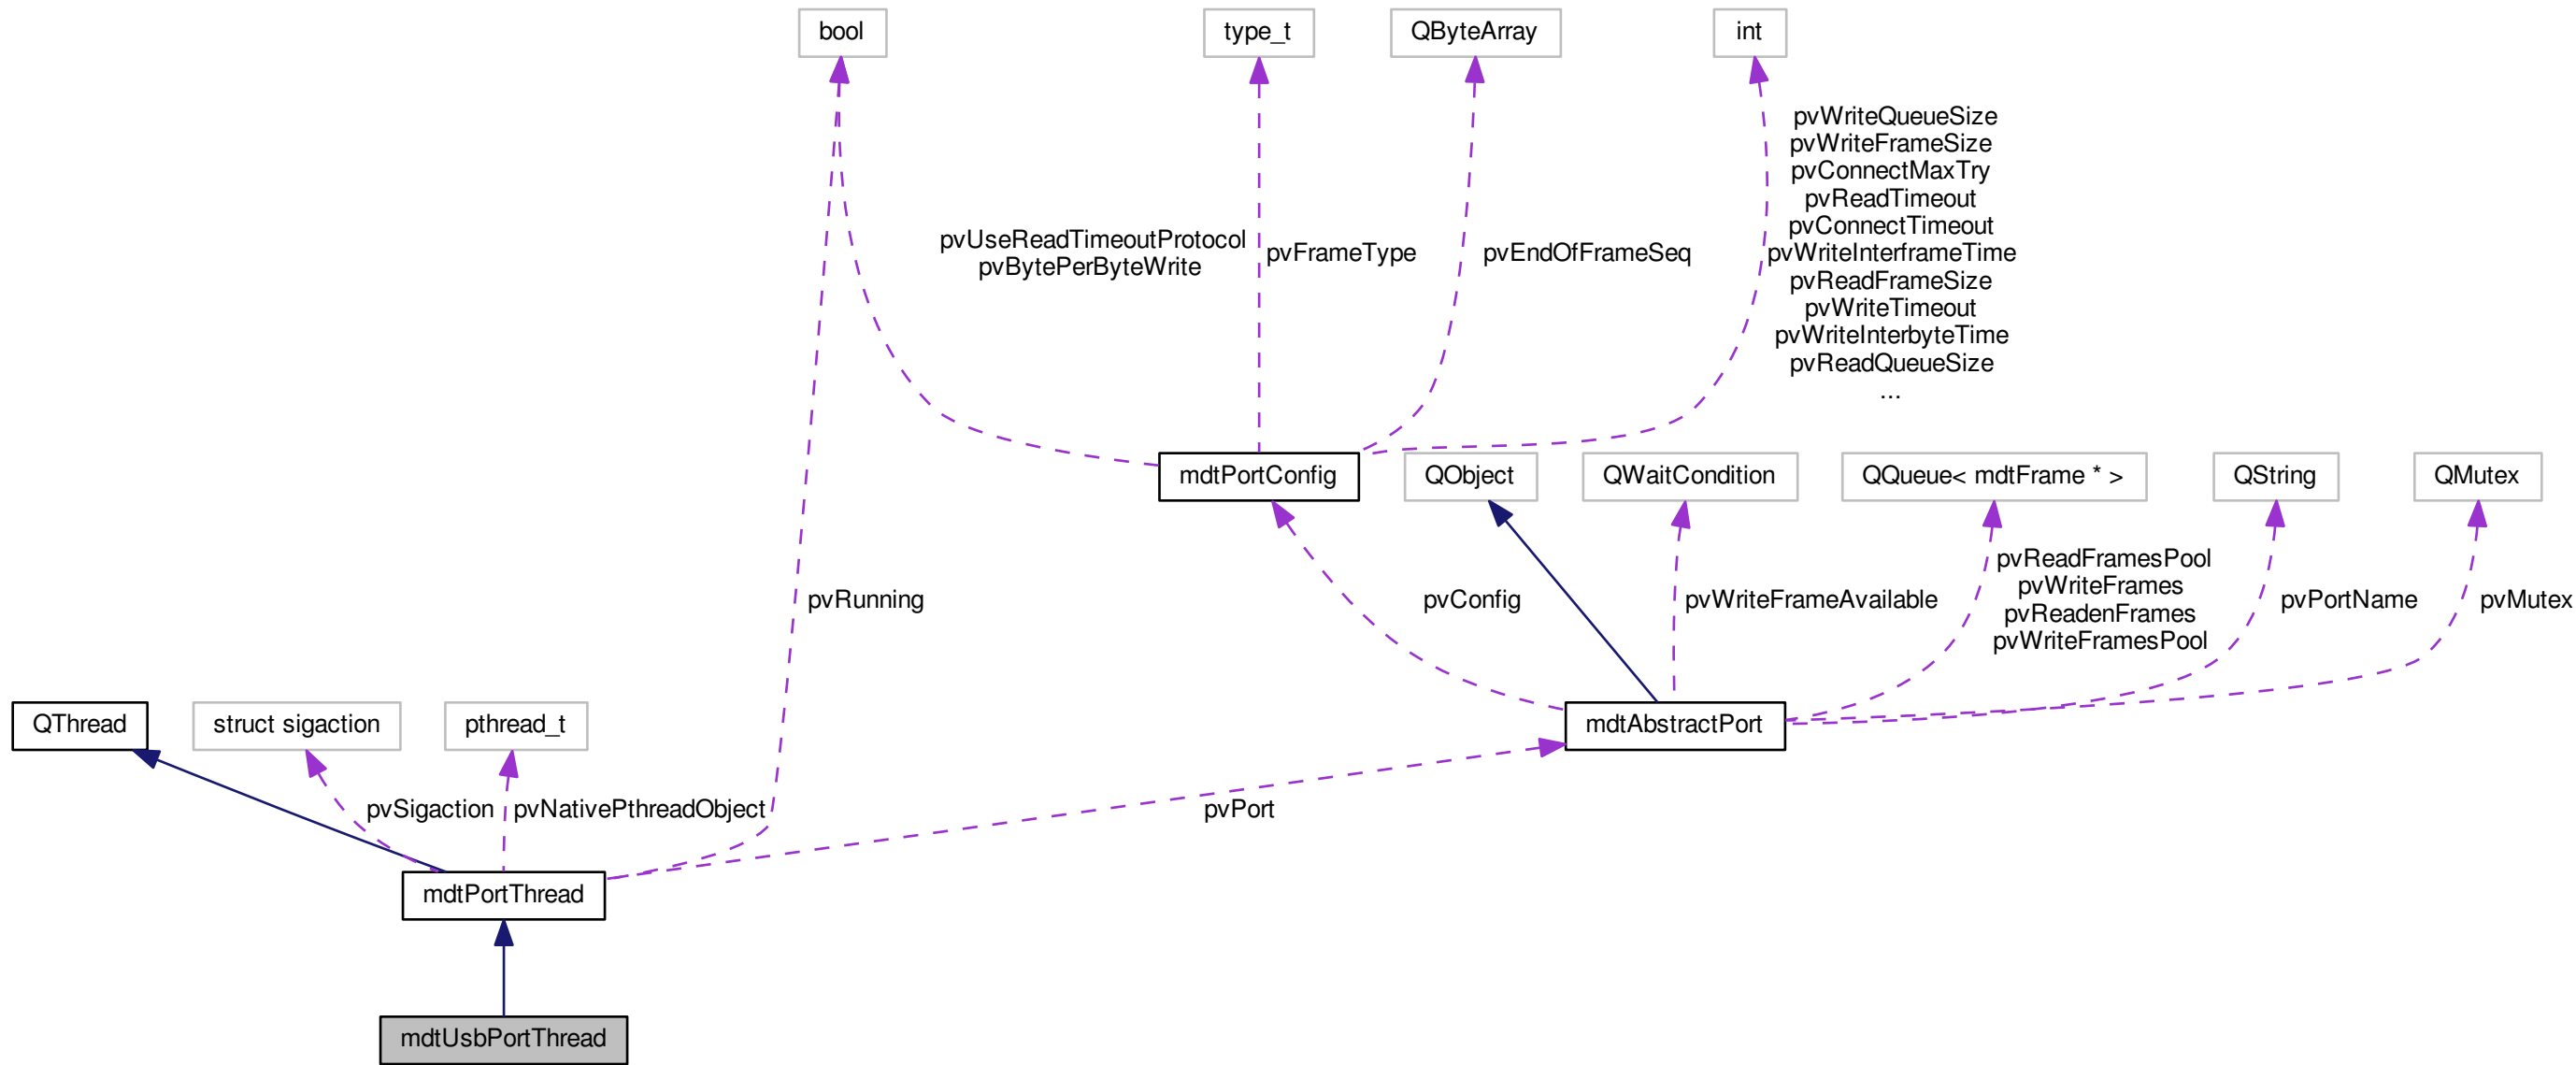 bool
type_t
QByteArray
int
pvWriteQueueSize
pvWriteFrameSize
pvConnectMaxTry
pvReadTimeout
pvConnectTimeout
pvWriteInterframeTime
pvReadFrameSize
pvWriteTimeout
pvWriteInterbyteTime
pvReadQueueSize
...
pvUseReadTimeoutProtocol
pvBytePerByteWrite
pvFrameType
pvEndOfFrameSeq
mdtPortConfig
QObject
QWaitCondition
QQueue< mdtFrame * >
QString
QMutex
pvRunning
pvConfig
pvWriteFrameAvailable
pvReadFramesPool
pvWriteFrames
pvReadenFrames
pvWriteFramesPool
pvPortName
pvMutex
QThread
struct sigaction
pthread_t
mdtAbstractPort
pvSigaction
pvNativePthreadObject
pvPort
mdtPortThread
mdtUsbPortThread